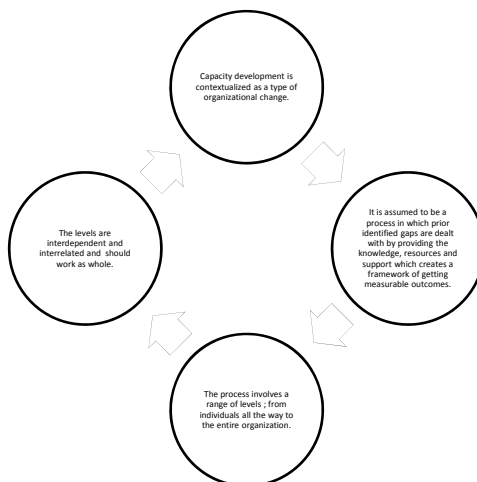 Capacity development is
contextualized as a type of
organizational change.
It is assumed to be a
process in which prior
identified gaps are dealt
with by providing the
knowledge, resources and
support which creates a
framework of getting
measurable outcomes.
The process involves a
range of levels ; from
individuals all the way to
the entire organization.
The levels are
interdependent and
interrelated and should
work as whole.